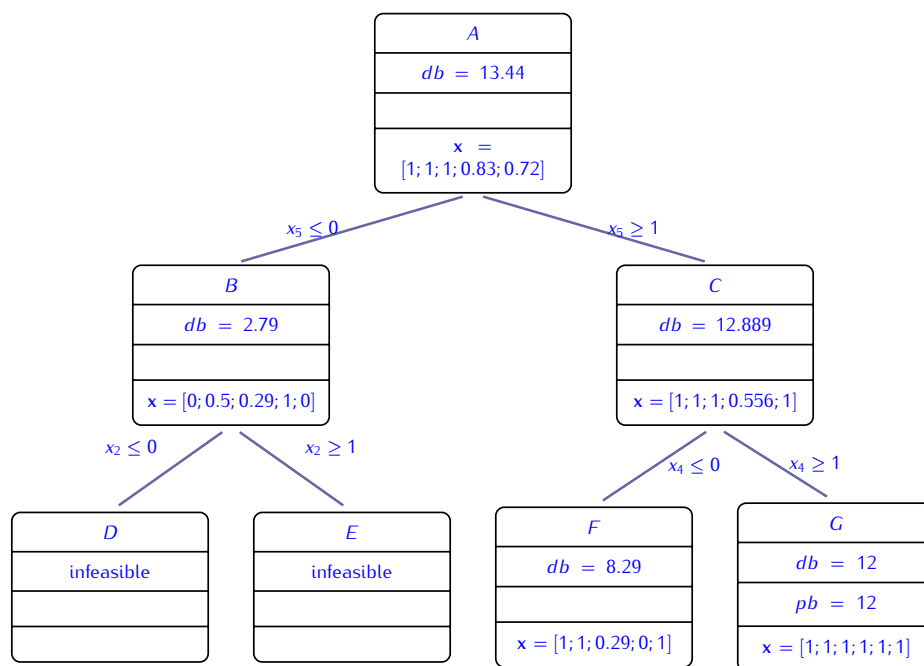 A
db = 13.44
x =
[1; 1; 1; 0.83; 0.72]
x₅ ≤ 0
x₅ ≥ 1
B
db = 2.79
x = [0; 0.5; 0.29; 1; 0]
C
db = 12.889
x = [1; 1; 1; 0.556; 1]
x₂ ≤ 0
x₂ ≥ 1
x₄ ≤ 0
x₄ ≥ 1
D
infeasible
E
infeasible
F
db = 8.29
x = [1; 1; 0.29; 0; 1]
G
db = 12
pb = 12
x = [1; 1; 1; 1; 1; 1]